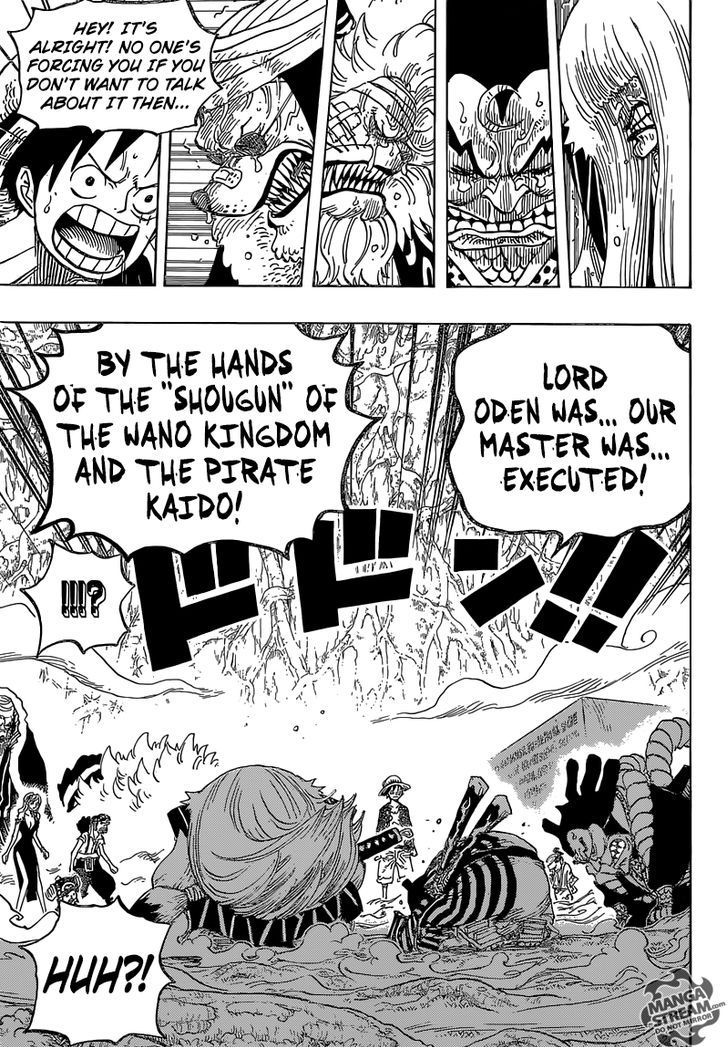 HEY! IT'S
ALRIGHT! NO ONE'S
FORCING YOU IF YOU
DON'T WANT TO TALK
ABOUT IT THEN...
LORD
ODEN WAS... OUR
MASTER WAS...
EXECUTED!
BY THE HANDS
OF THE "SHOUGUN" OF
THE WANO KINGDOM
AND THE PIRATE
KAIDO!
ドドン!!
!!!?
HUH?!
MANGA
STREAM.com
DO NOT MIRROR